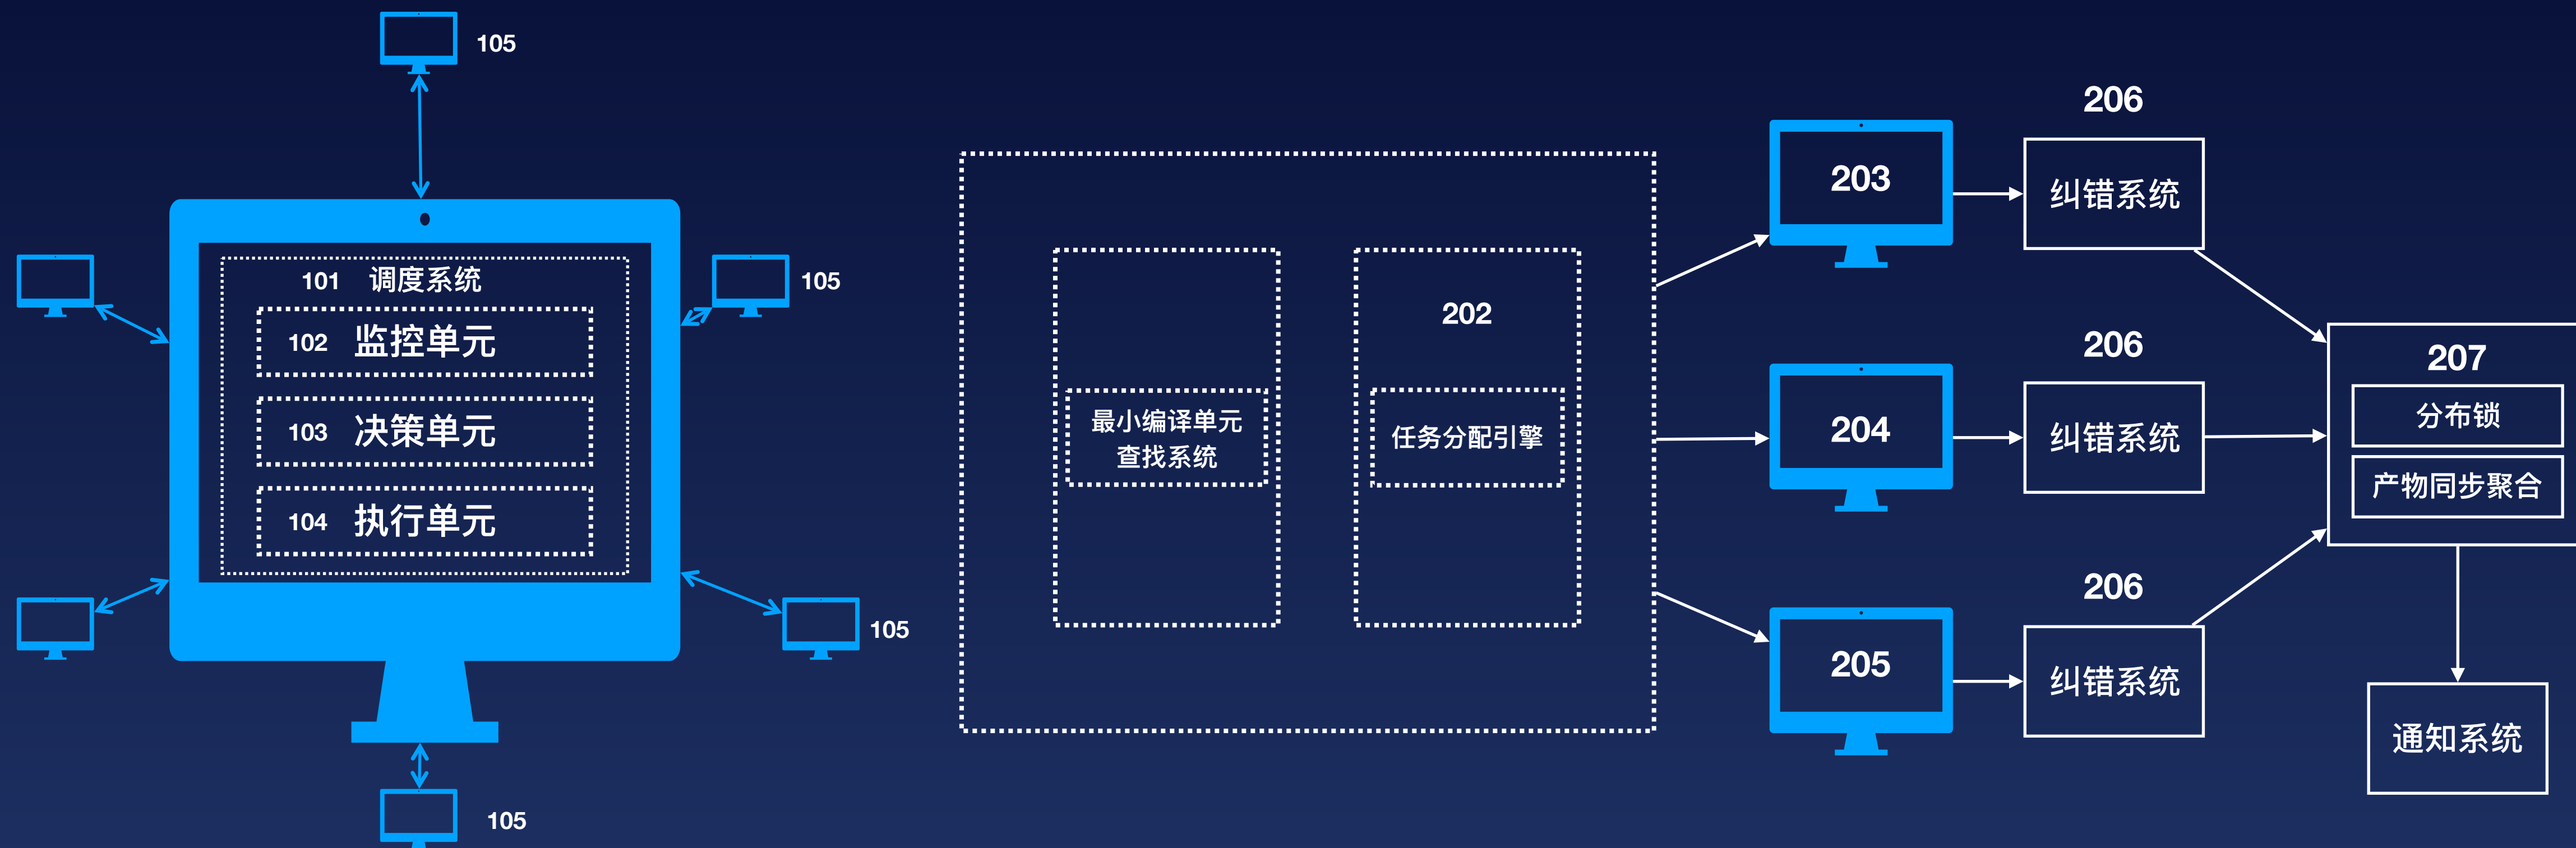 105
105
101 调度系统
102 监控单元
103 决策单元
104 执行单元
105
105
最小编译单元
查找系统
202
任务分配引擎
203
204
205
206
纠错系统
206
纠错系统
206
纠错系统
207
分布锁
产物同步聚合
通知系统